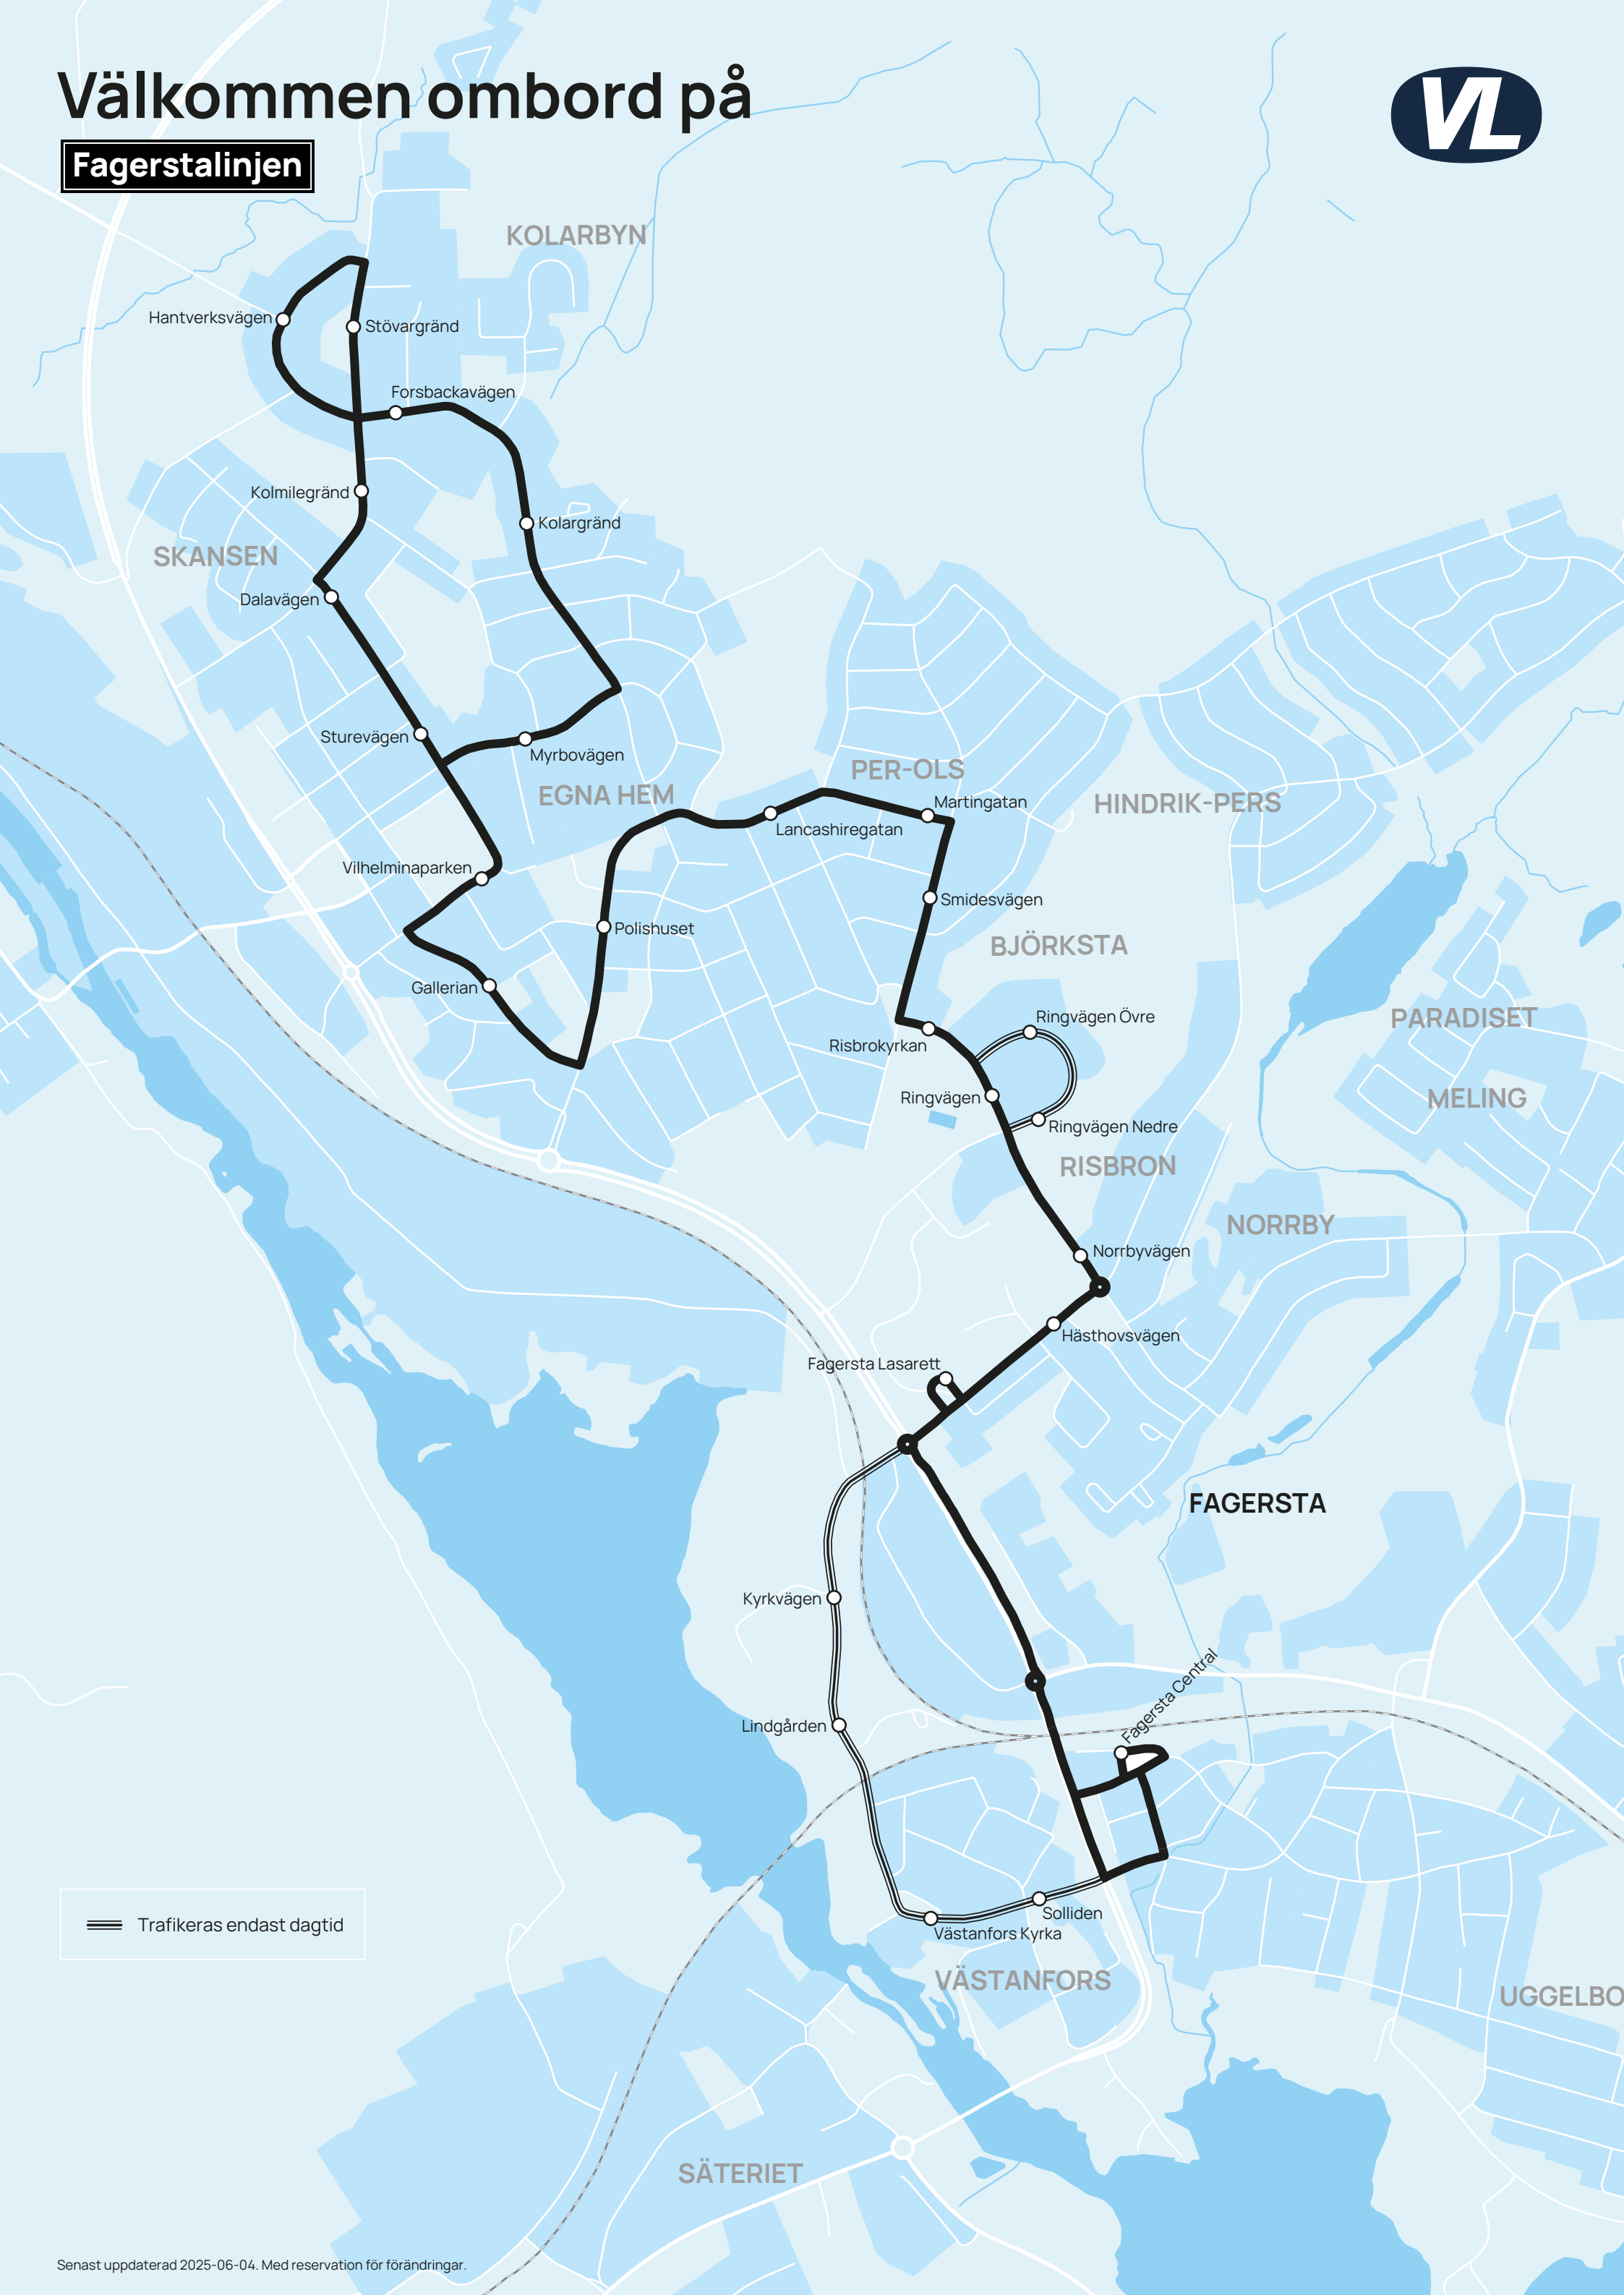 Välkommen ombord på
VL
Fagerstalinjen
KOLARBYN
Hantverksvägen
Stövargränd
Forsbackavägen
Kolmilegränd
Kolargränd
SKANSEN
Dalavägen
Sturevägen
Myrbovägen
EGNA HEM
PER-OLS
Martingatan
HINDRIK-PERS
Lancashiregatan
Vilhelminaparken
Smidesvägen
Polishuset
BJÖRKSTA
Gallerian
Ringvägen Övre
PARADISET
Risbrokyrkan
Ringvägen
MELING
Ringvägen Nedre
RISBRON
NORRBY
Norrbyvägen
Hästhovsvägen
Fagersta Lasarett
FAGERSTA
Kyrkvägen
Fagersta Central
Lindgården
Solliden
Trafikeras endast dagtid
Västanfors Kyrka
VÄSTANFORS
UGGELBO
SÄTERIET
Senast uppdaterad 2025-06-04. Med reservation för förändringar.